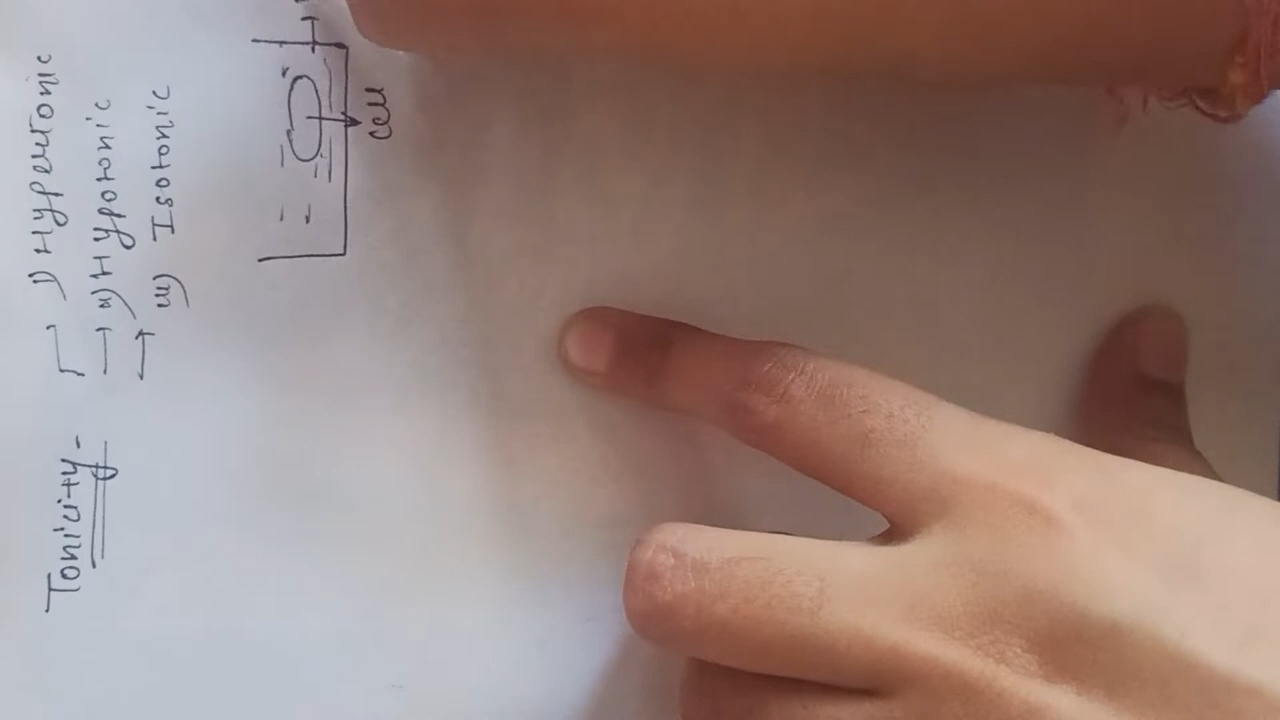 Tonicity - → i) Hypertonic
→ ii) Hypotonic
→ iii) Isotonic
cell